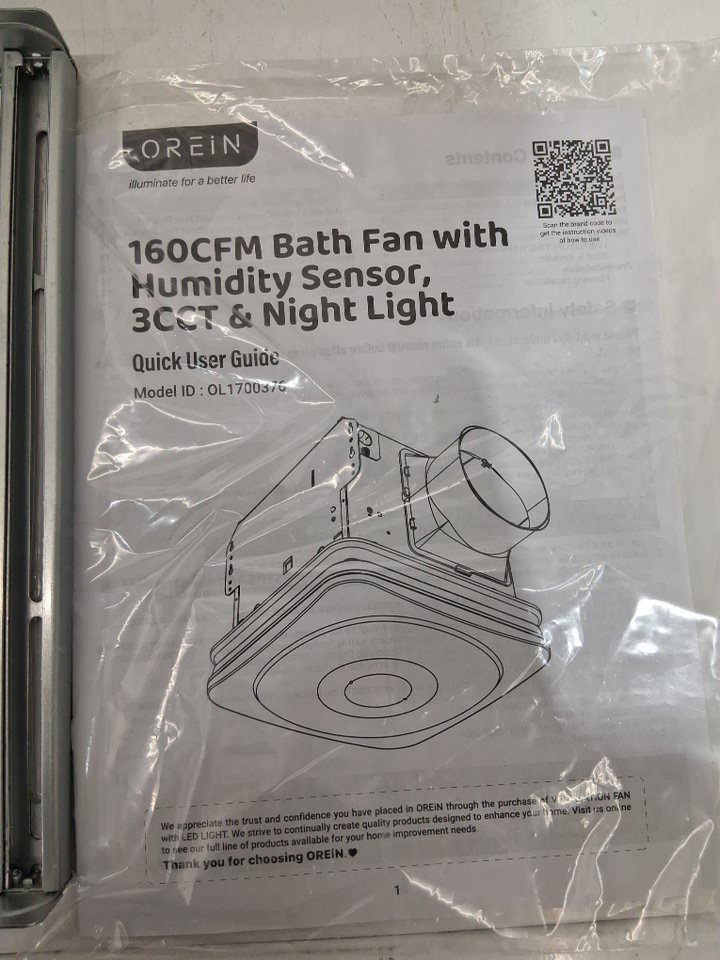 OREiN
illuminate for a better life
Scan the brand code to
get the instruction videos
of how to use
160CFM Bath Fan with
Humidity Sensor,
3CCT & Night Light
Quick User Guide
Model ID : OL1700376
We appreciate the trust and confidence you have placed in OREiN through the purchase of VENTILATION FAN
with LED LIGHT. We strive to continually create quality products designed to enhance your home. Visit us online
to see our full line of products available for your home improvement needs.
Thank you for choosing OREiN.♥
1